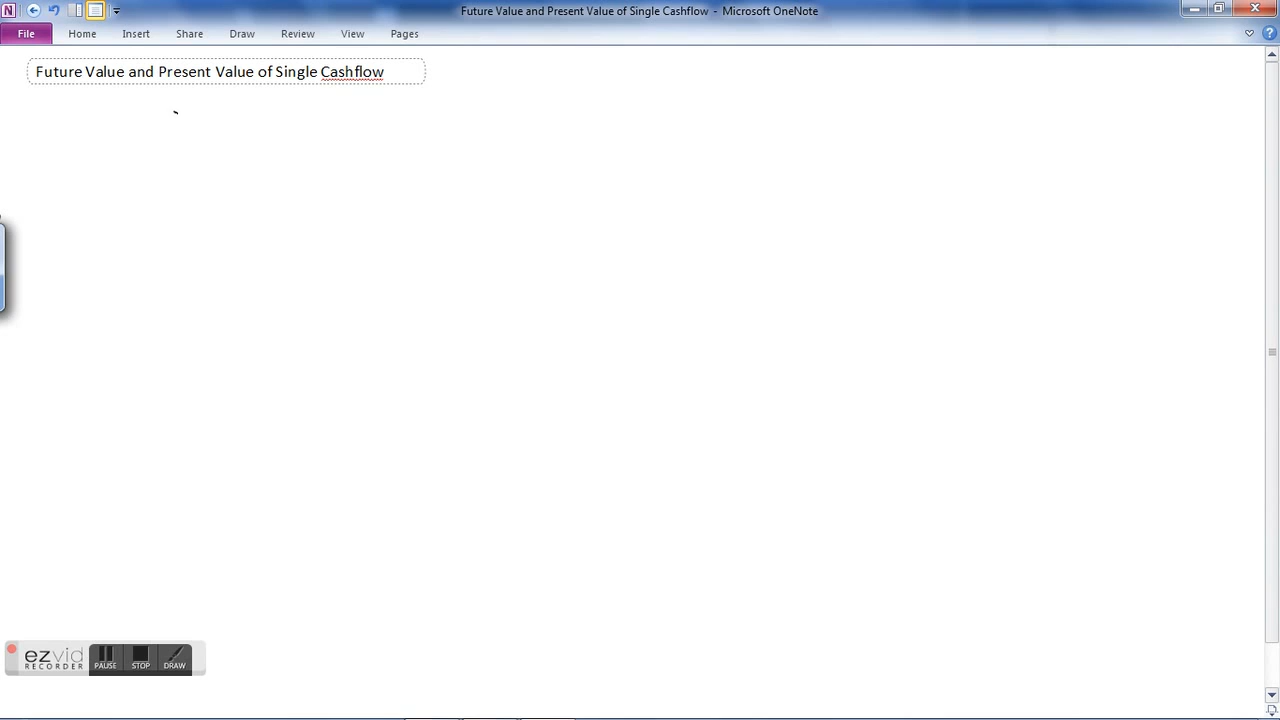 Future Value and Present Value of Single Cashflow - Microsoft OneNote
File Home Insert Share Draw Review View Pages
Future Value and Present Value of Single Cashflow
ezvid
RECORDER
PAUSE STOP DRAW